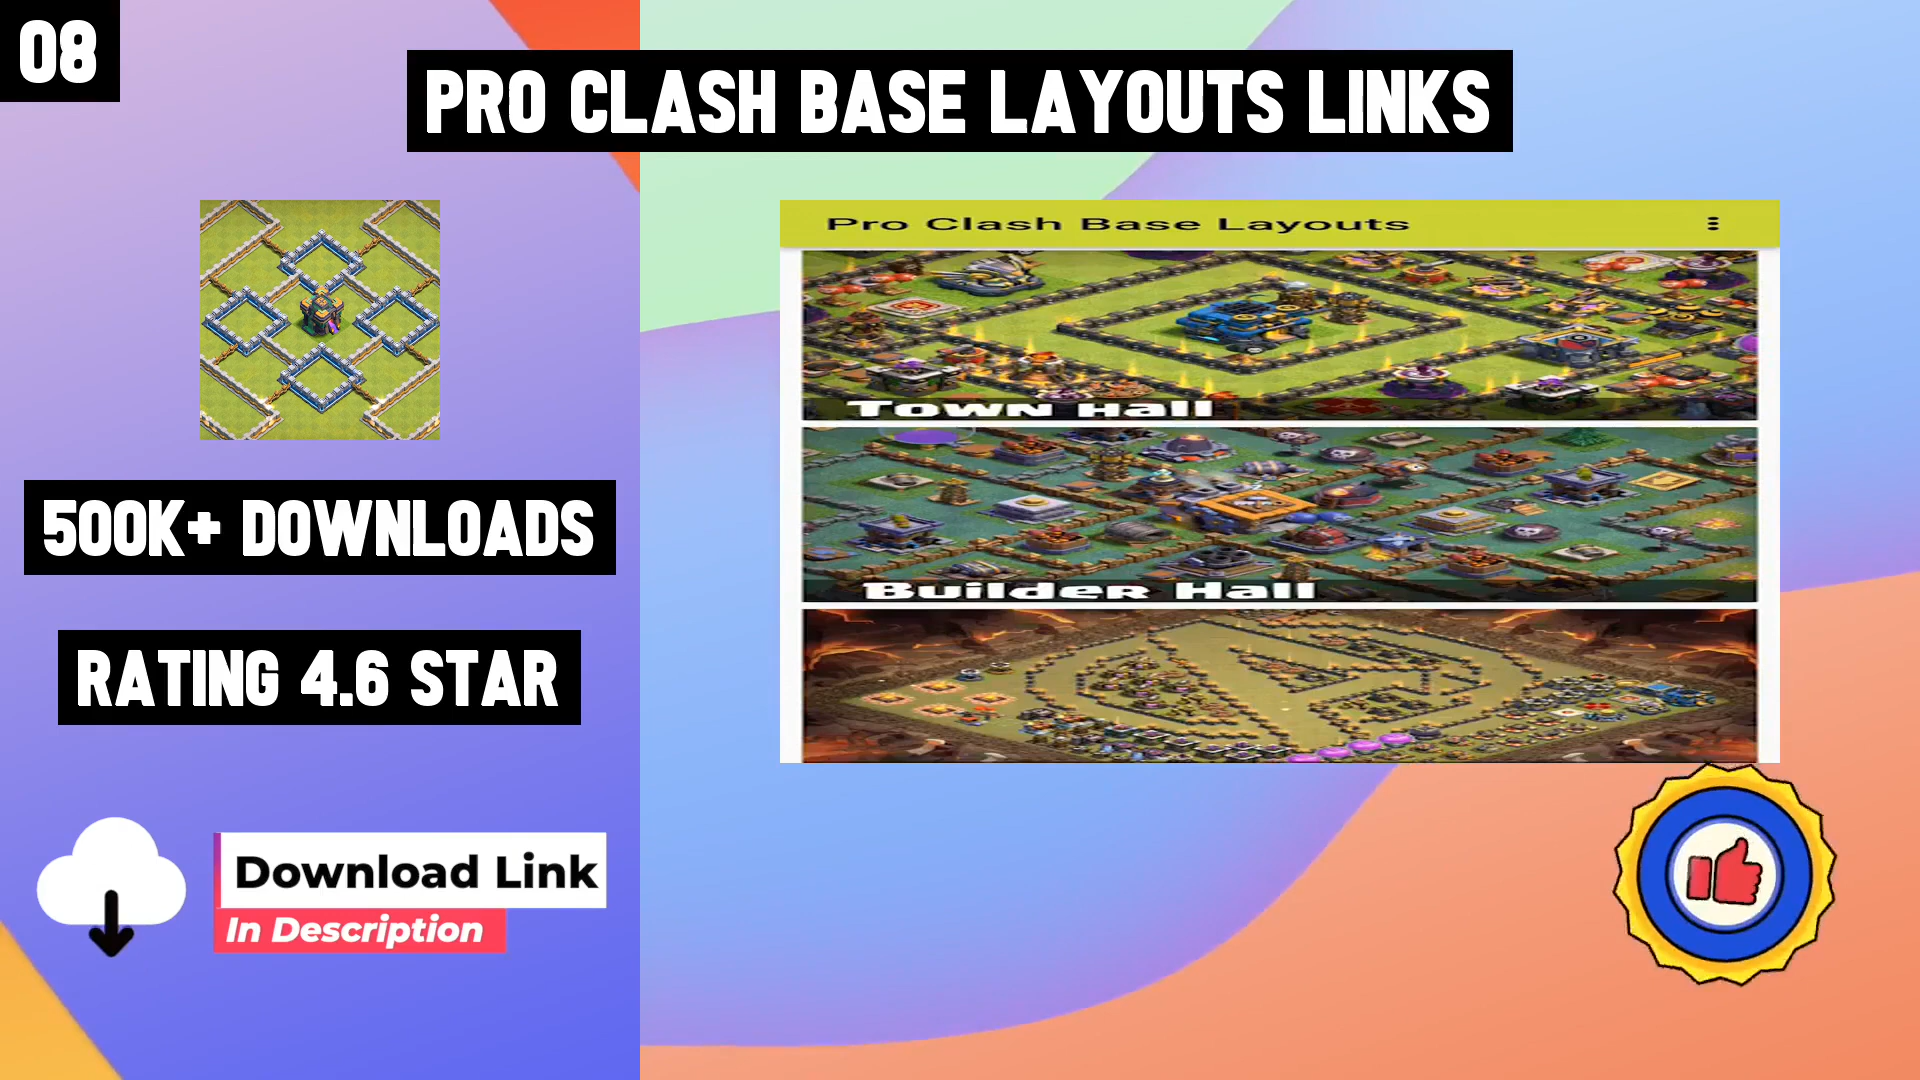 08
PRO CLASH BASE LAYOUTS LINKS
Pro Clash Base Layouts
Town Hall
Builder Hall
500K+ DOWNLOADS
RATING 4.6 STAR
Download Link
In Description